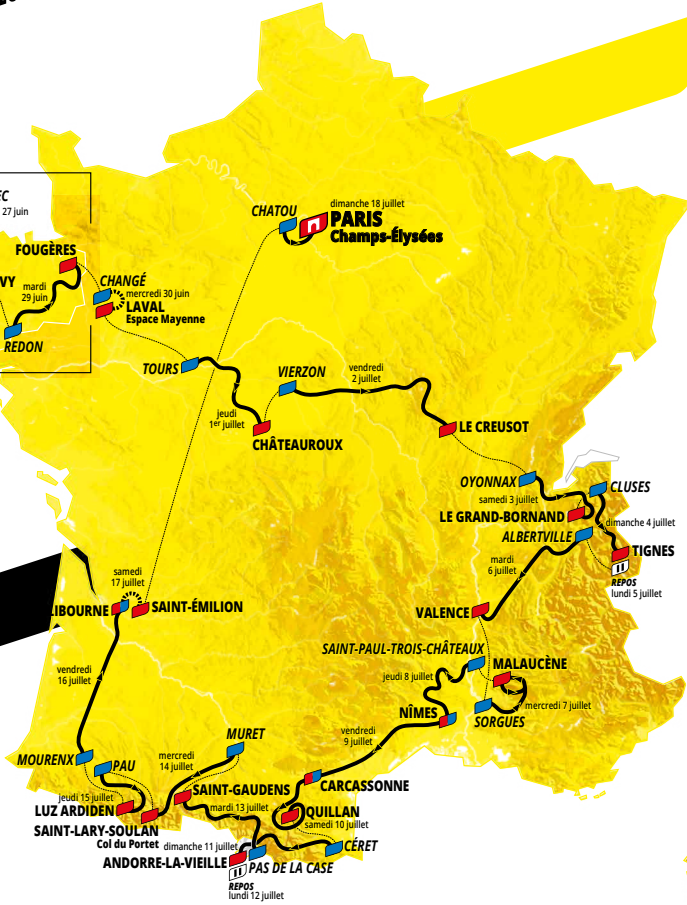 EC
27 juin
CHATOU
dimanche 18 juillet
PARIS
Champs-Élysées
FOUGÈRES
VY
mardi
29 juin
REDON
CHANGÉ
mercredi 30 juin
LAVAL
Espace Mayenne
TOURS
VIERZON
vendredi
2 juillet
jeudi
1er juillet
CHÂTEAUROUX
LE CREUSOT
OYONNAX
CLUSES
samedi 3 juillet
LE GRAND-BORNAND
dimanche 4 juillet
ALBERTVILLE
TIGNES
mardi
6 juillet
REPOS
lundi 5 juillet
samedi
17 juillet
LIBOURNE
SAINT-ÉMILION
VALENCE
SAINT-PAUL-TROIS-CHÂTEAUX
MALAUCÈNE
vendredi
16 juillet
jeudi 8 juillet
mercredi 7 juillet
NÎMES
SORGUES
MURET
vendredi
9 juillet
MOURENX
PAU
mercredi
14 juillet
CARCASSONNE
SAINT-GAUDENS
jeudi 15 juillet
mardi 13 juillet
LUZ ARDIDEN
QUILLAN
samedi 10 juillet
SAINT-LARY-SOULAN
Col du Portet
dimanche 11 juillet
CÉRET
ANDORRE-LA-VIEILLE
PAS DE LA CASE
REPOS
lundi 12 juillet